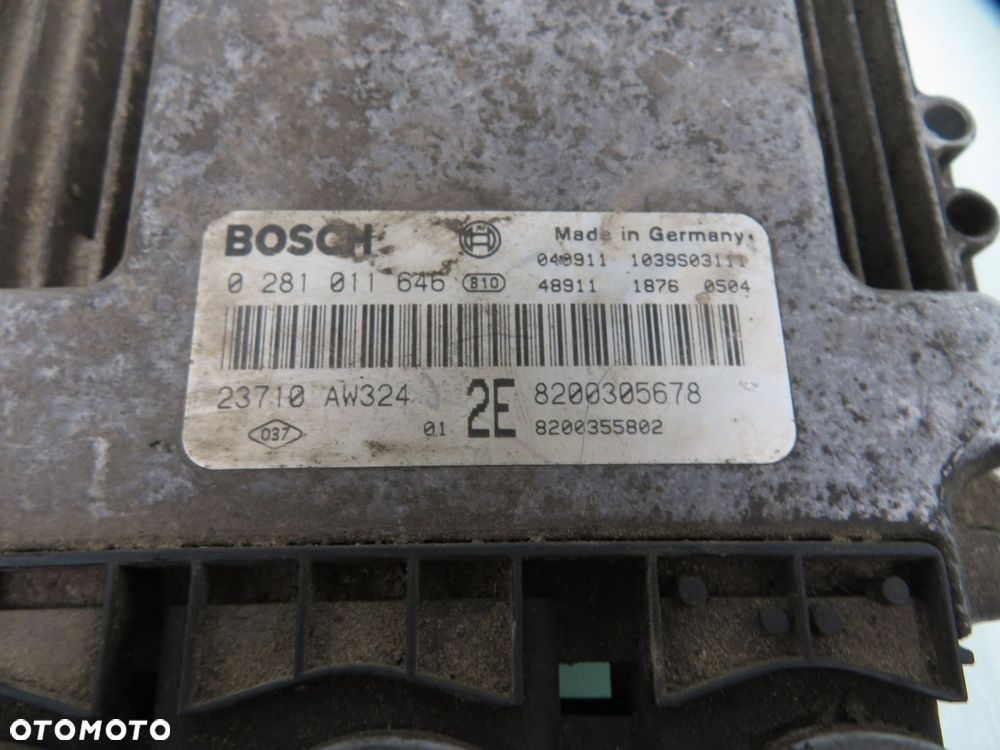 BOSCH Made in Germany
0 281 011 646 810 040911 1039S03111
48911 1876 0504
23710 AW324 2E 8200305678
037 01 8200355802
OTOMOTO